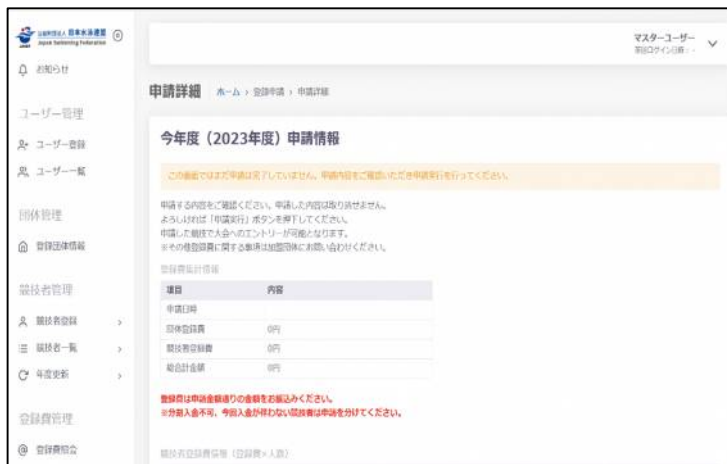 公益財団法人 日本水泳連盟
Japan Swimming Federation
お知らせ
ユーザー管理
ユーザー登録
ユーザー一覧
団体管理
登録団体情報
競技者管理
競技者登録
競技者一覧
年度更新
登録費管理
登録費照会
マスターユーザー
前回ログイン日時：-
申請詳細 ホーム › 登録申請 › 申請詳細
今年度（2023年度）申請情報
この画面ではまだ申請は完了していません。申請内容をご確認いただき申請実行を行ってください。
申請する内容をご確認ください。申請した内容は取り消せません。
よろしければ「申請実行」ボタンを押下してください。
申請した競技で大会へのエントリーが可能となります。
※その他登録費に関する事項は加盟団体にお問い合わせください。
登録費集計情報
項目 内容
申請日時
団体登録費 0円
競技者登録費 0円
総合計金額 0円
登録費は申請金額通りの金額をお振込みください。
※分割入金不可、今回入金が伴わない競技者は申請を分けてください。
競技者登録費情報（登録費×人数）